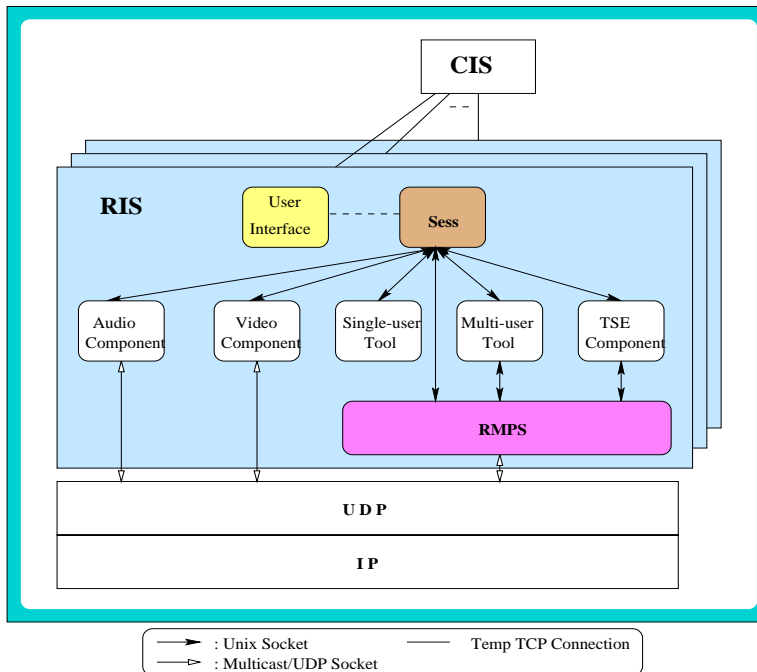 CIS
RIS
User
Interface
Sess
Audio
Component
Video
Component
Single-user
Tool
Multi-user
Tool
TSE
Component
RMPS
U D P
I P
: Unix Socket
Temp TCP Connection
: Multicast/UDP Socket